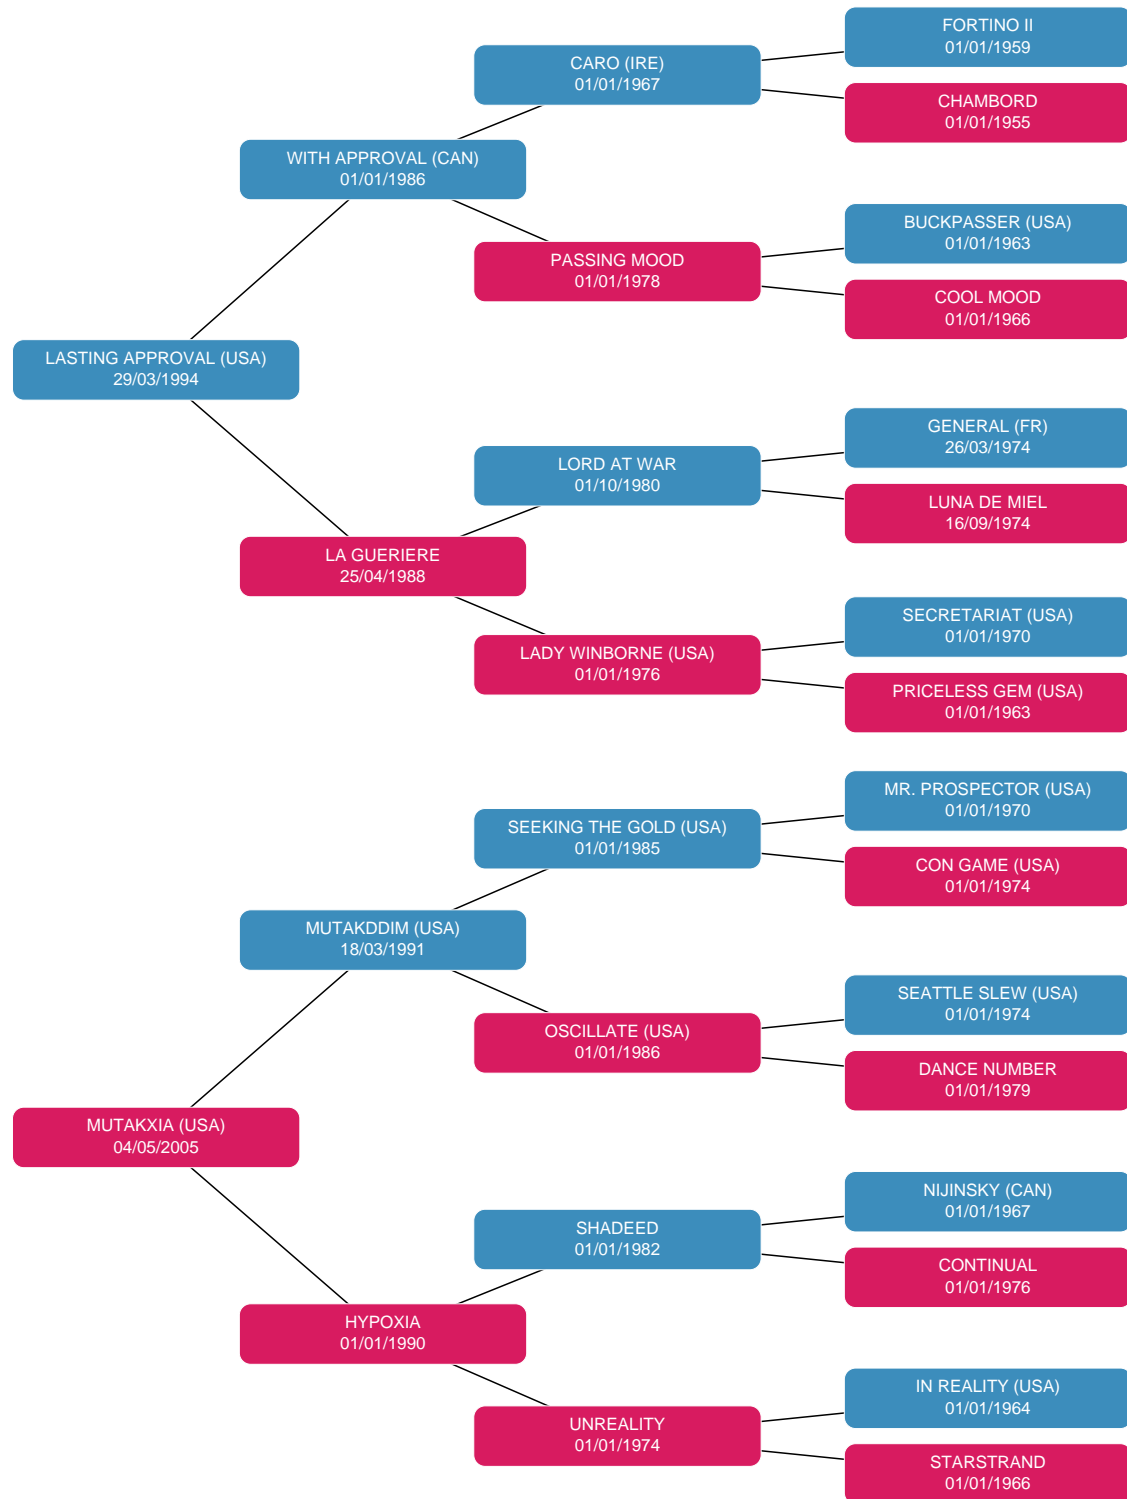 FORTINO II
01/01/1959
CARO (IRE)
01/01/1967
CHAMBORD
01/01/1955
WITH APPROVAL (CAN)
01/01/1986
BUCKPASSER (USA)
01/01/1963
PASSING MOOD
01/01/1978
COOL MOOD
01/01/1966
LASTING APPROVAL (USA)
29/03/1994
GENERAL (FR)
26/03/1974
LORD AT WAR
01/10/1980
LUNA DE MIEL
16/09/1974
LA GUERIERE
25/04/1988
SECRETARIAT (USA)
01/01/1970
LADY WINBORNE (USA)
01/01/1976
PRICELESS GEM (USA)
01/01/1963
MR. PROSPECTOR (USA)
01/01/1970
SEEKING THE GOLD (USA)
01/01/1985
CON GAME (USA)
01/01/1974
MUTAKDDIM (USA)
18/03/1991
SEATTLE SLEW (USA)
01/01/1974
OSCILLATE (USA)
01/01/1986
DANCE NUMBER
01/01/1979
MUTAKXIA (USA)
04/05/2005
NIJINSKY (CAN)
01/01/1967
SHADEED
01/01/1982
CONTINUAL
01/01/1976
HYPOXIA
01/01/1990
IN REALITY (USA)
01/01/1964
UNREALITY
01/01/1974
STARSTRAND
01/01/1966